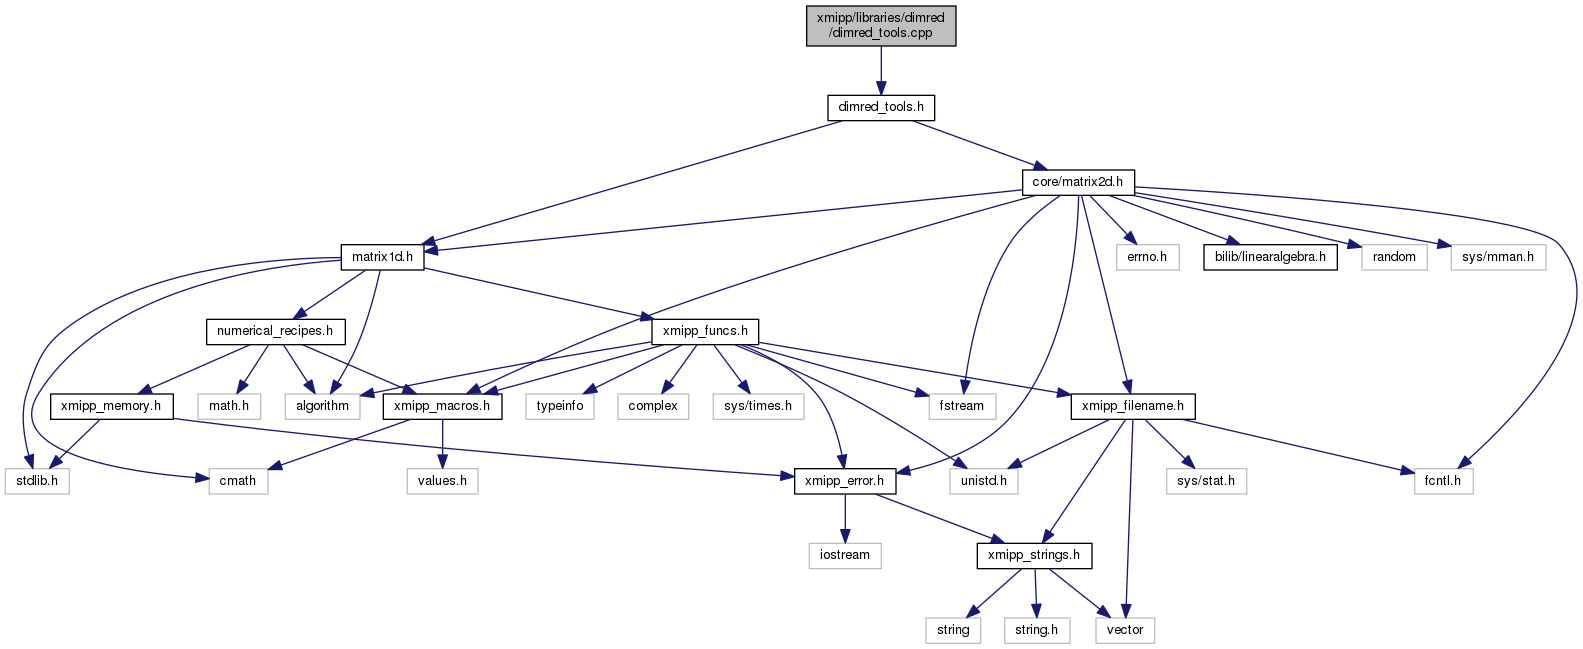 xmipp/libraries/dimred
/dimred_tools.cpp
dimred_tools.h
core/matrix2d.h
matrix1d.h
errno.h
bilib/linearalgebra.h
random
sys/mman.h
numerical_recipes.h
xmipp_funcs.h
xmipp_memory.h
math.h
algorithm
xmipp_macros.h
typeinfo
complex
sys/times.h
fstream
xmipp_filename.h
stdlib.h
cmath
values.h
xmipp_error.h
unistd.h
sys/stat.h
fcntl.h
iostream
xmipp_strings.h
string
string.h
vector